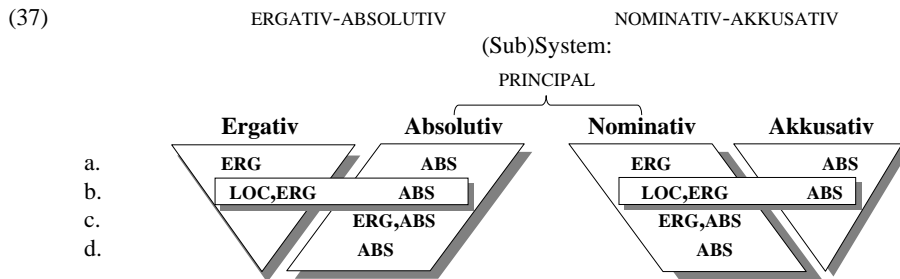 (37) ERGATIV-ABSOLUTIV NOMINATIV-AKKUSATIV
(Sub)System:
PRINCIPAL
Ergativ Absolutiv Nominativ Akkusativ
a. ERG ABS ERG ABS
b. LOC,ERG ABS LOC,ERG ABS
c. ERG,ABS ERG,ABS
d. ABS ABS